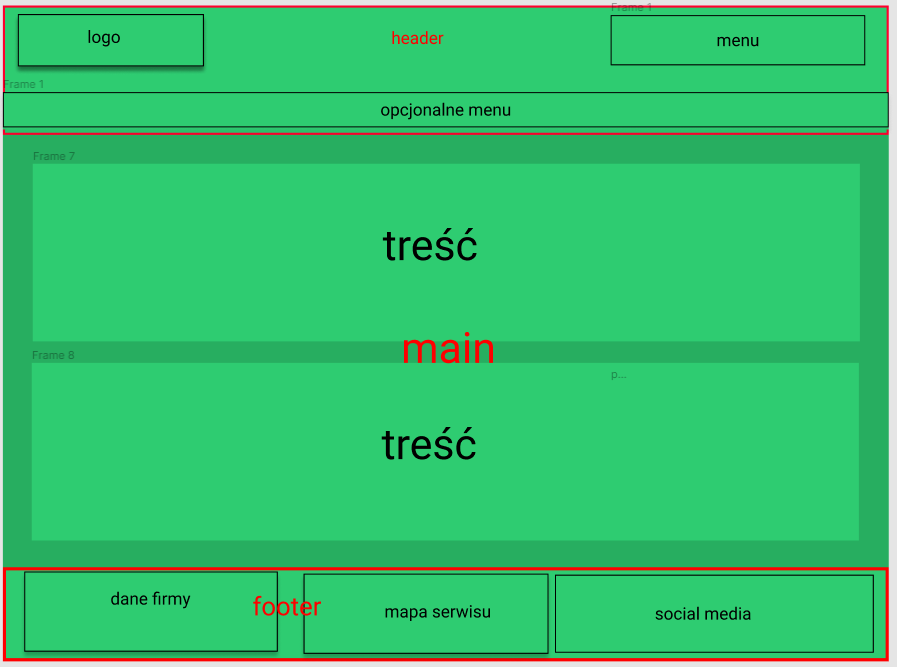 Frame 1
logo
header
menu
Frame 1
opcjonalne menu
Frame 7
treść
main
Frame 8
p...
treść
dane firmy
footer
mapa serwisu
social media